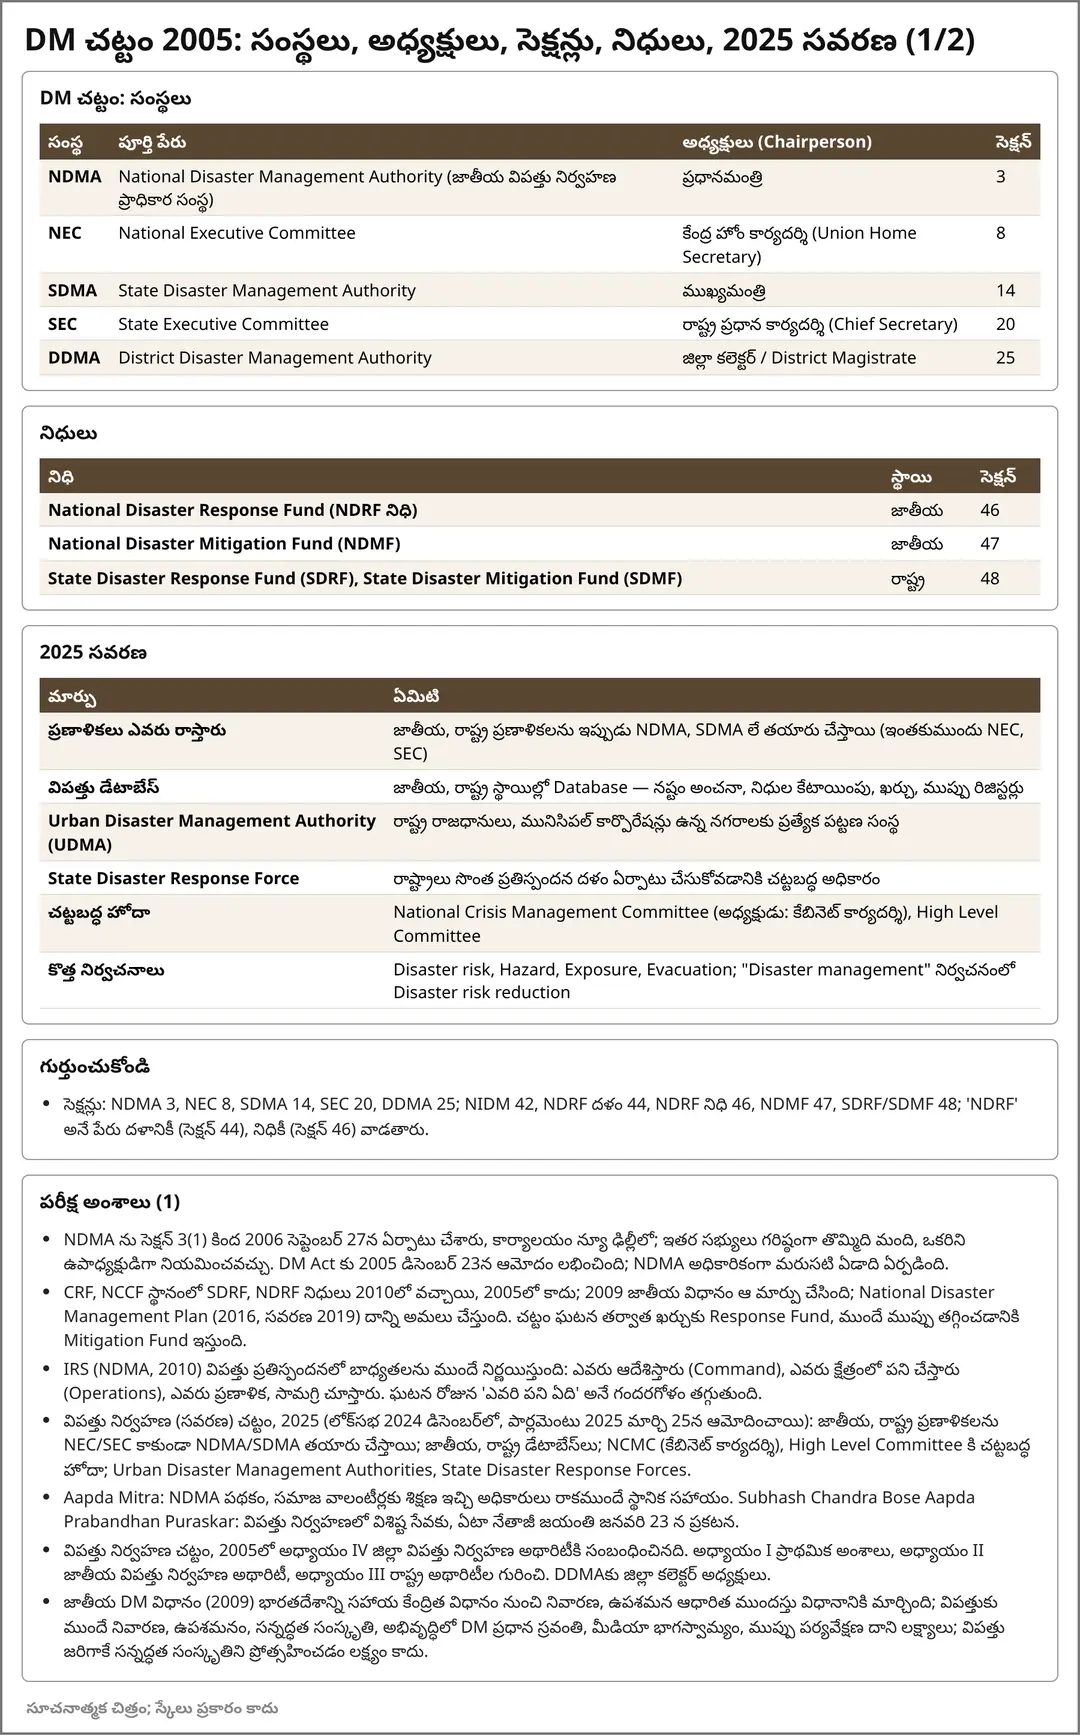 DM చట్టం 2005: సంస్థలు, అధ్యక్షులు, సెక్షన్లు, నిధులు, 2025 సవరణ (1/2)
DM చట్టం: సంస్థలు
సంస్థ పూర్తి పేరు అధ్యక్షులు (Chairperson) సెక్షన్
NDMA National Disaster Management Authority (జాతీయ విపత్తు నిర్వహణ ప్రధానమంత్రి 3
ప్రాధికార సంస్థ)
NEC National Executive Committee కేంద్ర హోం కార్యదర్శి (Union Home 8
Secretary)
SDMA State Disaster Management Authority ముఖ్యమంత్రి 14
SEC State Executive Committee రాష్ట్ర ప్రధాన కార్యదర్శి (Chief Secretary) 20
DDMA District Disaster Management Authority జిల్లా కలెక్టర్ / District Magistrate 25
నిధులు
నిధి స్థాయి సెక్షన్
National Disaster Response Fund (NDRF నిధి) జాతీయ 46
National Disaster Mitigation Fund (NDMF) జాతీయ 47
State Disaster Response Fund (SDRF), State Disaster Mitigation Fund (SDMF) రాష్ట్ర 48
2025 సవరణ
మార్పు ఏమిటి
ప్రణాళికలు ఎవరు రాస్తారు జాతీయ, రాష్ట్ర ప్రణాళికలను ఇప్పుడు NDMA, SDMA లే తయారు చేస్తాయి (ఇంతకుముందు NEC,
SEC)
విపత్తు డేటాబేస్ జాతీయ, రాష్ట్ర స్థాయిల్లో Database — నష్టం అంచనా, నిధుల కేటాయింపు, ఖర్చు, ముప్పు రిజిస్టర్లు
Urban Disaster Management Authority రాష్ట్ర రాజధానులు, మునిసిపల్ కార్పొరేషన్లు ఉన్న నగరాలకు ప్రత్యేక పట్టణ సంస్థ
(UDMA)
State Disaster Response Force రాష్ట్రాలు సొంత ప్రతిస్పందన దళం ఏర్పాటు చేసుకోవడానికి చట్టబద్ధ అధికారం
చట్టబద్ధ హోదా National Crisis Management Committee (అధ్యక్షుడు: కేబినెట్ కార్యదర్శి), High Level
Committee
కొత్త నిర్వచనాలు Disaster risk, Hazard, Exposure, Evacuation; "Disaster management" నిర్వచనంలో
Disaster risk reduction
గుర్తుంచుకోండి
• సెక్షన్లు: NDMA 3, NEC 8, SDMA 14, SEC 20, DDMA 25; NIDM 42, NDRF దళం 44, NDRF నిధి 46, NDMF 47, SDRF/SDMF 48; 'NDRF'
అనే పేరు దళానికీ (సెక్షన్ 44), నిధికీ (సెక్షన్ 46) వాడతారు.
పరీక్ష అంశాలు (1)
• NDMA ను సెక్షన్ 3(1) కింద 2006 సెప్టెంబర్ 27న ఏర్పాటు చేశారు, కార్యాలయం న్యూ ఢిల్లీలో; ఇతర సభ్యులు గరిష్ఠంగా తొమ్మిది మంది, ఒకరిని
ఉపాధ్యక్షుడిగా నియమించవచ్చు. DM Act కు 2005 డిసెంబర్ 23న ఆమోదం లభించింది; NDMA అధికారికంగా మరుసటి ఏడాది ఏర్పడింది.
• CRF, NCCF స్థానంలో SDRF, NDRF నిధులు 2010లో వచ్చాయి, 2005లో కాదు; 2009 జాతీయ విధానం ఆ మార్పు చేసింది; National Disaster
Management Plan (2016, సవరణ 2019) దాన్ని అమలు చేస్తుంది. చట్టం ఘటన తర్వాత ఖర్చుకు Response Fund, ముందే ముప్పు తగ్గించడానికి
Mitigation Fund ఇస్తుంది.
• IRS (NDMA, 2010) విపత్తు ప్రతిస్పందనలో బాధ్యతలను ముందే నిర్ణయిస్తుంది: ఎవరు ఆదేశిస్తారు (Command), ఎవరు క్షేత్రంలో పని చేస్తారు
(Operations), ఎవరు ప్రణాళిక, సామగ్రి చూస్తారు. ఘటన రోజున 'ఎవరి పని ఏది' అనే గందరగోళం తగ్గుతుంది.
• విపత్తు నిర్వహణ (సవరణ) చట్టం, 2025 (లోక్‌సభ 2024 డిసెంబర్‌లో, పార్లమెంటు 2025 మార్చి 25న ఆమోదించాయి): జాతీయ, రాష్ట్ర ప్రణాళికలను
NEC/SEC కాకుండా NDMA/SDMA తయారు చేస్తాయి; జాతీయ, రాష్ట్ర డేటాబేస్‌లు; NCMC (కేబినెట్ కార్యదర్శి), High Level Committee కి చట్టబద్ధ
హోదా; Urban Disaster Management Authorities, State Disaster Response Forces.
• Aapda Mitra: NDMA పథకం, సమాజ వాలంటీర్లకు శిక్షణ ఇచ్చి అధికారులు రాకముందే స్థానిక సహాయం. Subhash Chandra Bose Aapda
Prabandhan Puraskar: విపత్తు నిర్వహణలో విశిష్ట సేవకు, ఏటా నేతాజీ జయంతి జనవరి 23 న ప్రకటన.
• విపత్తు నిర్వహణ చట్టం, 2005లో అధ్యాయం IV జిల్లా విపత్తు నిర్వహణ అథారిటీకి సంబంధించినది. అధ్యాయం I ప్రాథమిక అంశాలు, అధ్యాయం II
జాతీయ విపత్తు నిర్వహణ అథారిటీ, అధ్యాయం III రాష్ట్ర అథారిటీల గురించి. DDMAకు జిల్లా కలెక్టర్ అధ్యక్షులు.
• జాతీయ DM విధానం (2009) భారతదేశాన్ని సహాయ కేంద్రిత విధానం నుంచి నివారణ, ఉపశమన ఆధారిత ముందస్తు విధానానికి మార్చింది; విపత్తుకు
ముందే నివారణ, ఉపశమనం, సన్నద్ధత సంస్కృతి, అభివృద్ధిలో DM ప్రధాన స్రవంతి, మీడియా భాగస్వామ్యం, ముప్పు పర్యవేక్షణ దాని లక్ష్యాలు; విపత్తు
జరిగాకే సన్నద్ధత సంస్కృతిని ప్రోత్సహించడం లక్ష్యం కాదు.
సూచనాత్మక చిత్రం; స్కేలు ప్రకారం కాదు